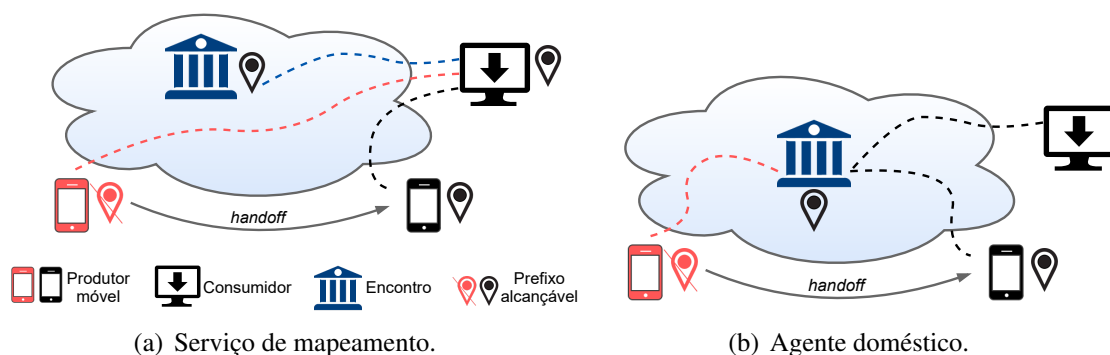 handoff
handoff
Produtor
móvel
Consumidor
Encontro
Prefixo
alcançável
(a) Serviço de mapeamento.
(b) Agente doméstico.